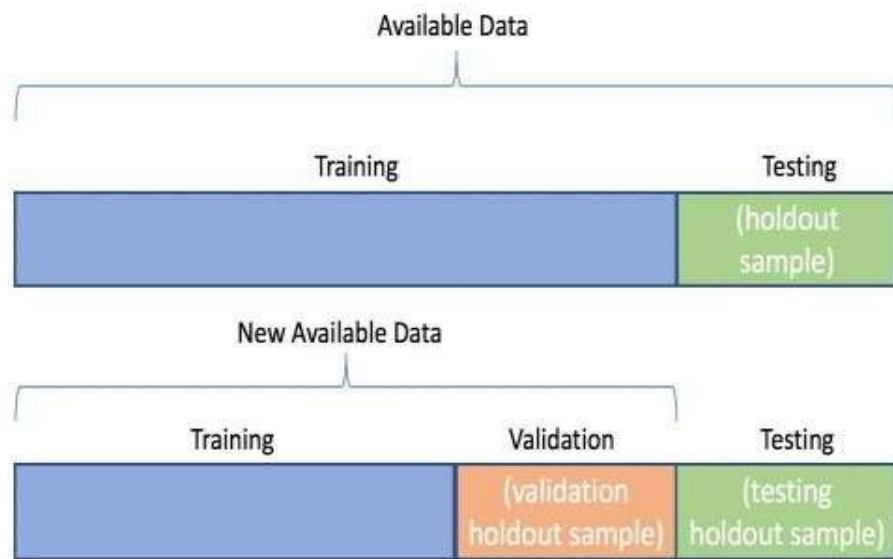 Available Data
Training Testing
(holdout
sample)
New Available Data
Training Validation Testing
(validation
holdout sample)
(testing
holdout sample)